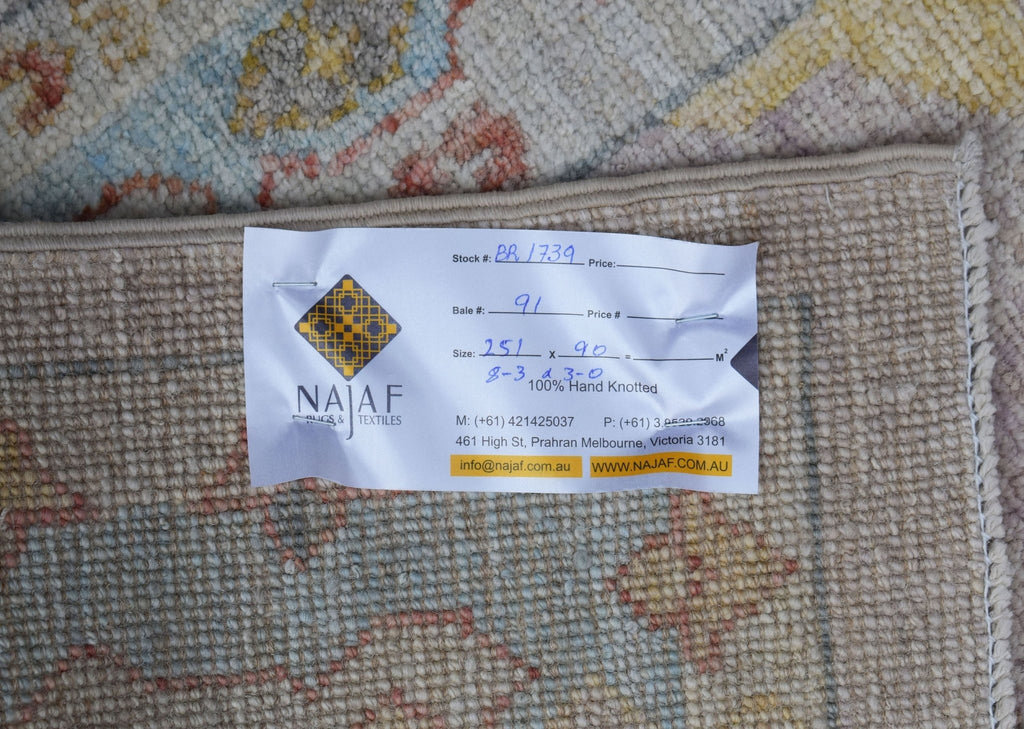 Stock #: BR 1739 Price:
Bale #: 91 Price #
Size: 251 X 90 = M²
8-3 x 3-0
100% Hand Knotted
NAJAF
RUGS & TEXTILES
M: (+61) 421425037 P: (+61) 3
461 High St, Prahran Melbourne, Victoria 3181
info@najaf.com.au WWW.NAJAF.COM.AU